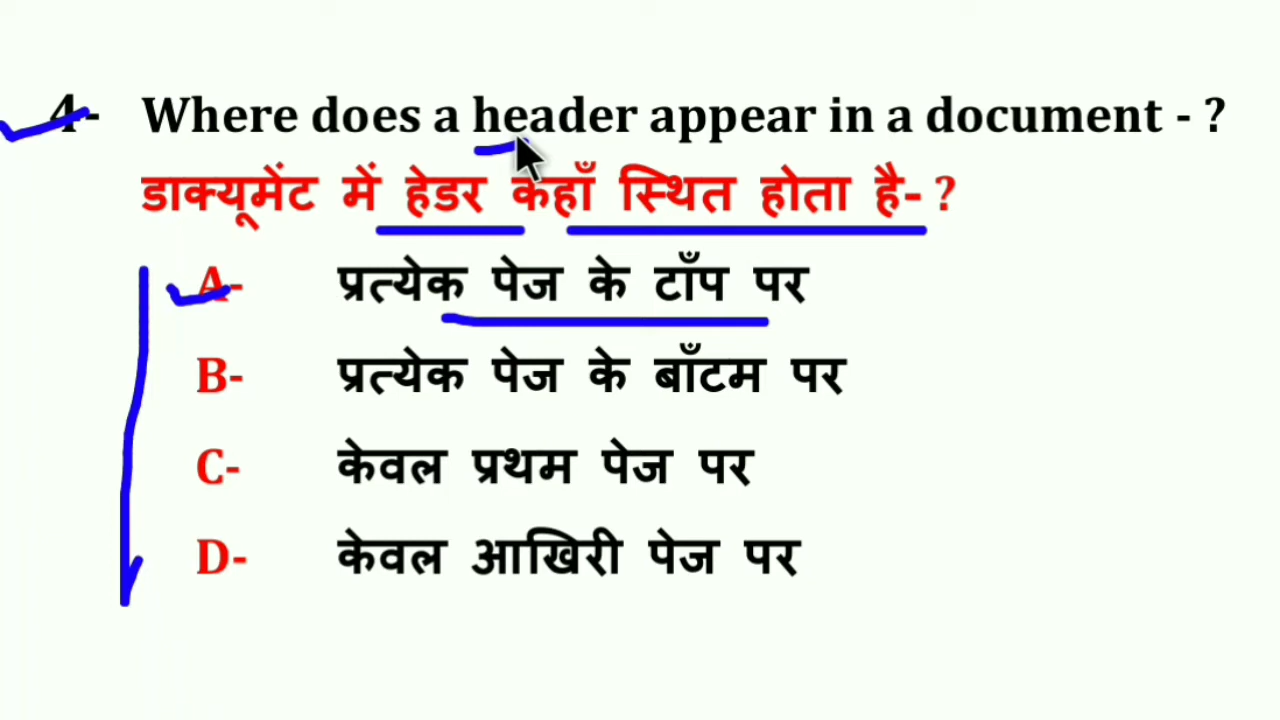 4- Where does a header appear in a document - ?
डाक्यूमेंट में हेडर कहाँ स्थित होता है- ?
A- प्रत्येक पेज के टाँप पर
B- प्रत्येक पेज के बाँटम पर
C- केवल प्रथम पेज पर
D- केवल आखिरी पेज पर